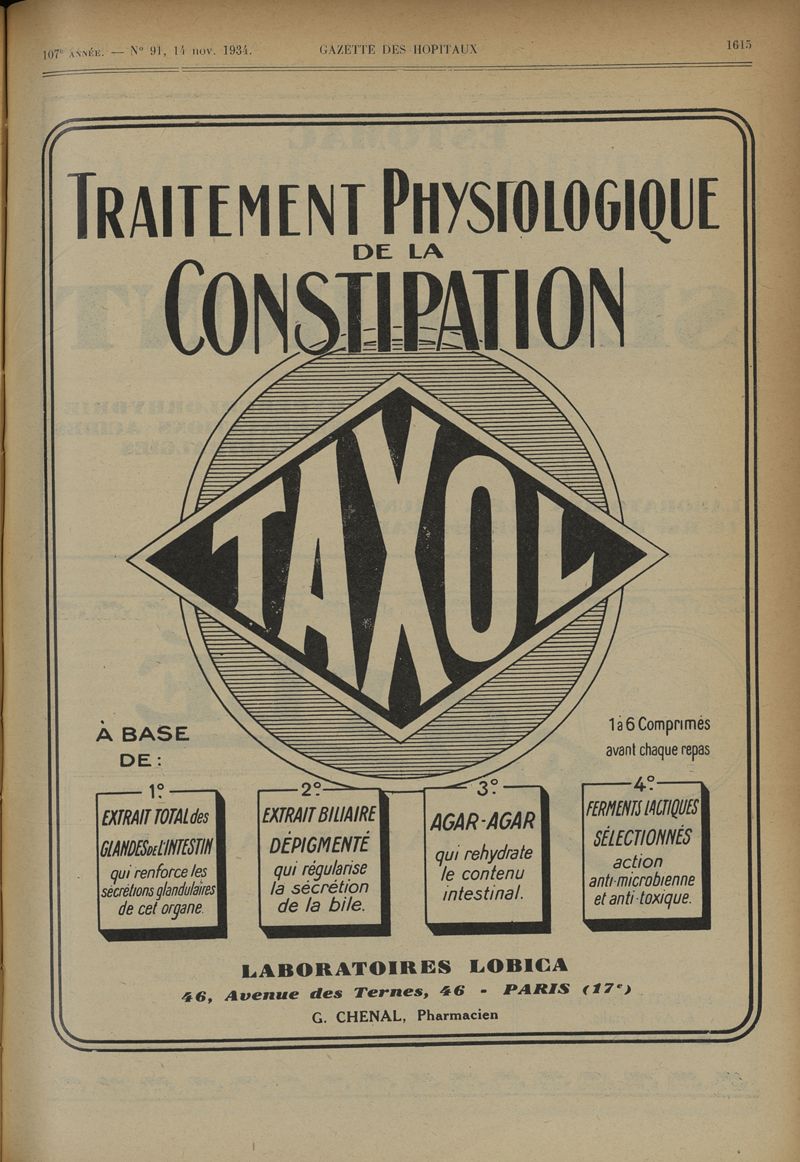 107e ANNÉE. — N° 91, 14 nov. 1934.
GAZETTE DES HOPITAUX
1615
TRAITEMENT PHYSIOLOGIQUE
DE LA
CONSTIPATION
TAXOL
À BASE
DE :
1 à 6 Comprimés
avant chaque repas
1°
EXTRAIT TOTAL des
GLANDES DE L'INTESTIN
qui renforce les
sécrétions glandulaires
de cet organe.
2°
EXTRAIT BILIAIRE
DÉPIGMENTÉ
qui régularise
la sécrétion
de la bile.
3°
AGAR-AGAR
qui rehydrate
le contenu
intestinal.
4°
FERMENTS LACTIQUES
SÉLECTIONNÉS
action
anti-microbienne
et anti-toxique.
LABORATOIRES LOBICA
46, Avenue des Ternes, 46 - PARIS (17e)
G. CHENAL, Pharmacien